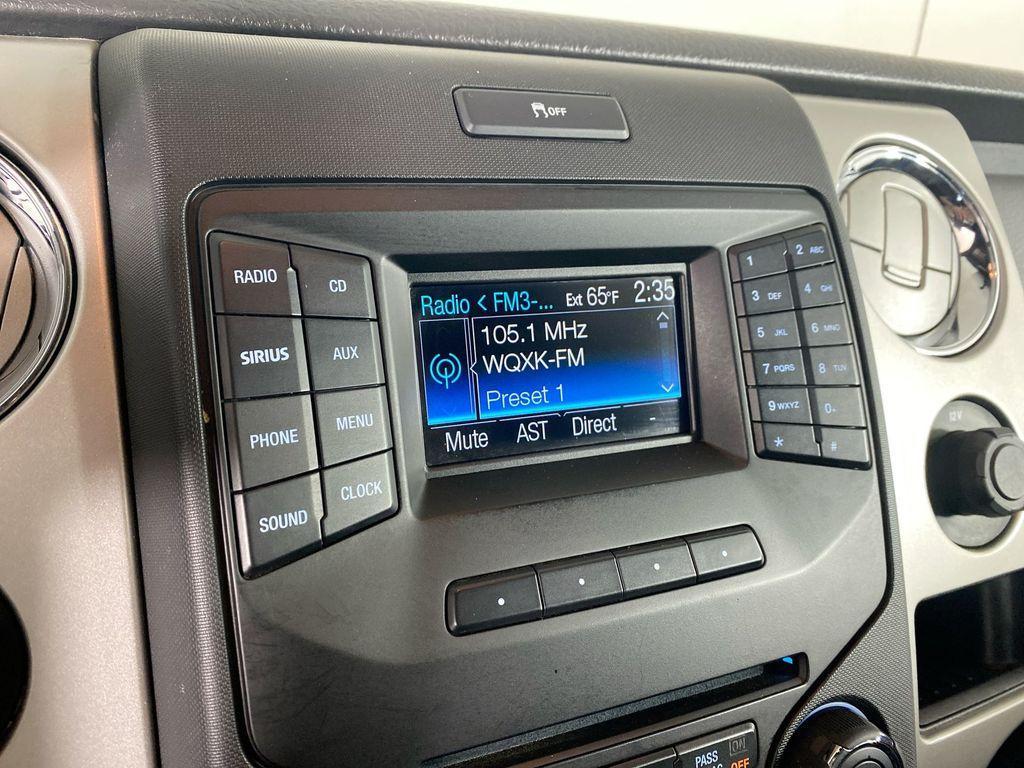 OFF
RADIO
CD
SIRIUS
AUX
PHONE
MENU
SOUND
CLOCK
Radio < FM3-... Ext 65°F 2:35
105.1 MHz
WQXK-FM
Preset 1
Mute AST Direct -
1
2 ABC
3 DEF
4 GHI
5 JKL
6 MNO
7 PQRS
8 TUV
9 WXYZ
0
*
#
12V
PASS
ON
OFF